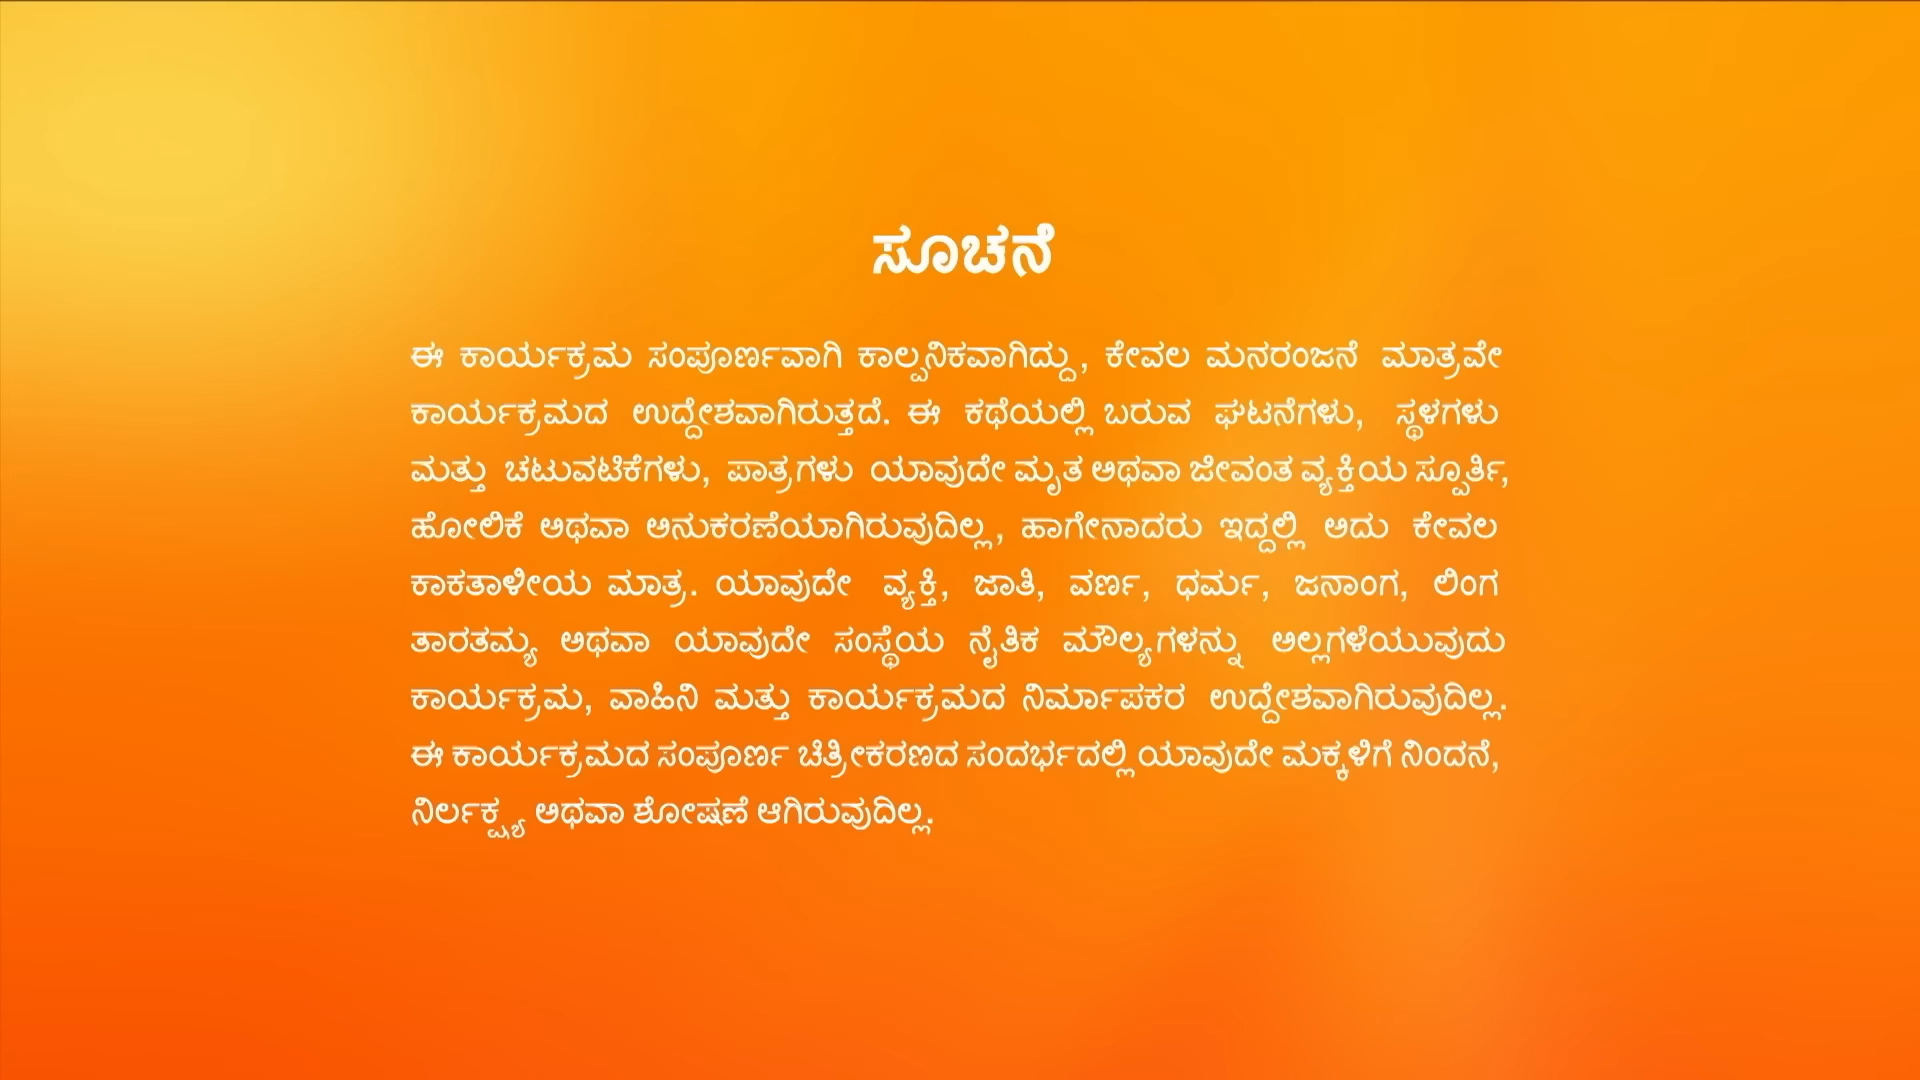 ಸೂಚನೆ
ಈ ಕಾರ್ಯಕ್ರಮ ಸಂಪೂರ್ಣವಾಗಿ ಕಾಲ್ಪನಿಕವಾಗಿದ್ದು, ಕೇವಲ ಮನರಂಜನೆ ಮಾತ್ರವೇ
ಕಾರ್ಯಕ್ರಮದ ಉದ್ದೇಶವಾಗಿರುತ್ತದೆ. ಈ ಕಥೆಯಲ್ಲಿ ಬರುವ ಘಟನೆಗಳು, ಸ್ಥಳಗಳು
ಮತ್ತು ಚಟುವಟಿಕೆಗಳು, ಪಾತ್ರಗಳು ಯಾವುದೇ ಮೃತ ಅಥವಾ ಜೀವಂತ ವ್ಯಕ್ತಿಯ ಸ್ಪೂರ್ತಿ,
ಹೋಲಿಕೆ ಅಥವಾ ಅನುಕರಣೆಯಾಗಿರುವುದಿಲ್ಲ, ಹಾಗೇನಾದರು ಇದ್ದಲ್ಲಿ ಅದು ಕೇವಲ
ಕಾಕತಾಳೀಯ ಮಾತ್ರ. ಯಾವುದೇ ವ್ಯಕ್ತಿ, ಜಾತಿ, ವರ್ಣ, ಧರ್ಮ, ಜನಾಂಗ, ಲಿಂಗ
ತಾರತಮ್ಯ ಅಥವಾ ಯಾವುದೇ ಸಂಸ್ಥೆಯ ನೈತಿಕ ಮೌಲ್ಯಗಳನ್ನು ಅಲ್ಲಗಳೆಯುವುದು
ಕಾರ್ಯಕ್ರಮ, ವಾಹಿನಿ ಮತ್ತು ಕಾರ್ಯಕ್ರಮದ ನಿರ್ಮಾಪಕರ ಉದ್ದೇಶವಾಗಿರುವುದಿಲ್ಲ.
ಈ ಕಾರ್ಯಕ್ರಮದ ಸಂಪೂರ್ಣ ಚಿತ್ರೀಕರಣದ ಸಂದರ್ಭದಲ್ಲಿ ಯಾವುದೇ ಮಕ್ಕಳಿಗೆ ನಿಂದನೆ,
ನಿರ್ಲಕ್ಷ್ಯ ಅಥವಾ ಶೋಷಣೆ ಆಗಿರುವುದಿಲ್ಲ.